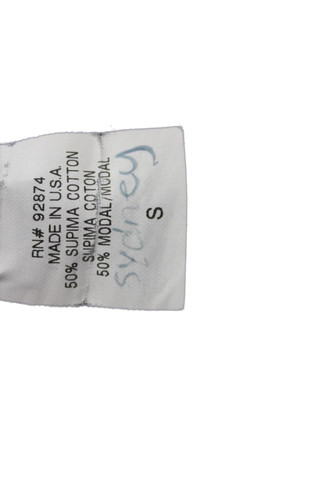 RN# 92874
MADE IN U.S.A.
50% SUPIMA COTTON
SUPIMA COTON
50% MODAL/MODAL
sydney
S